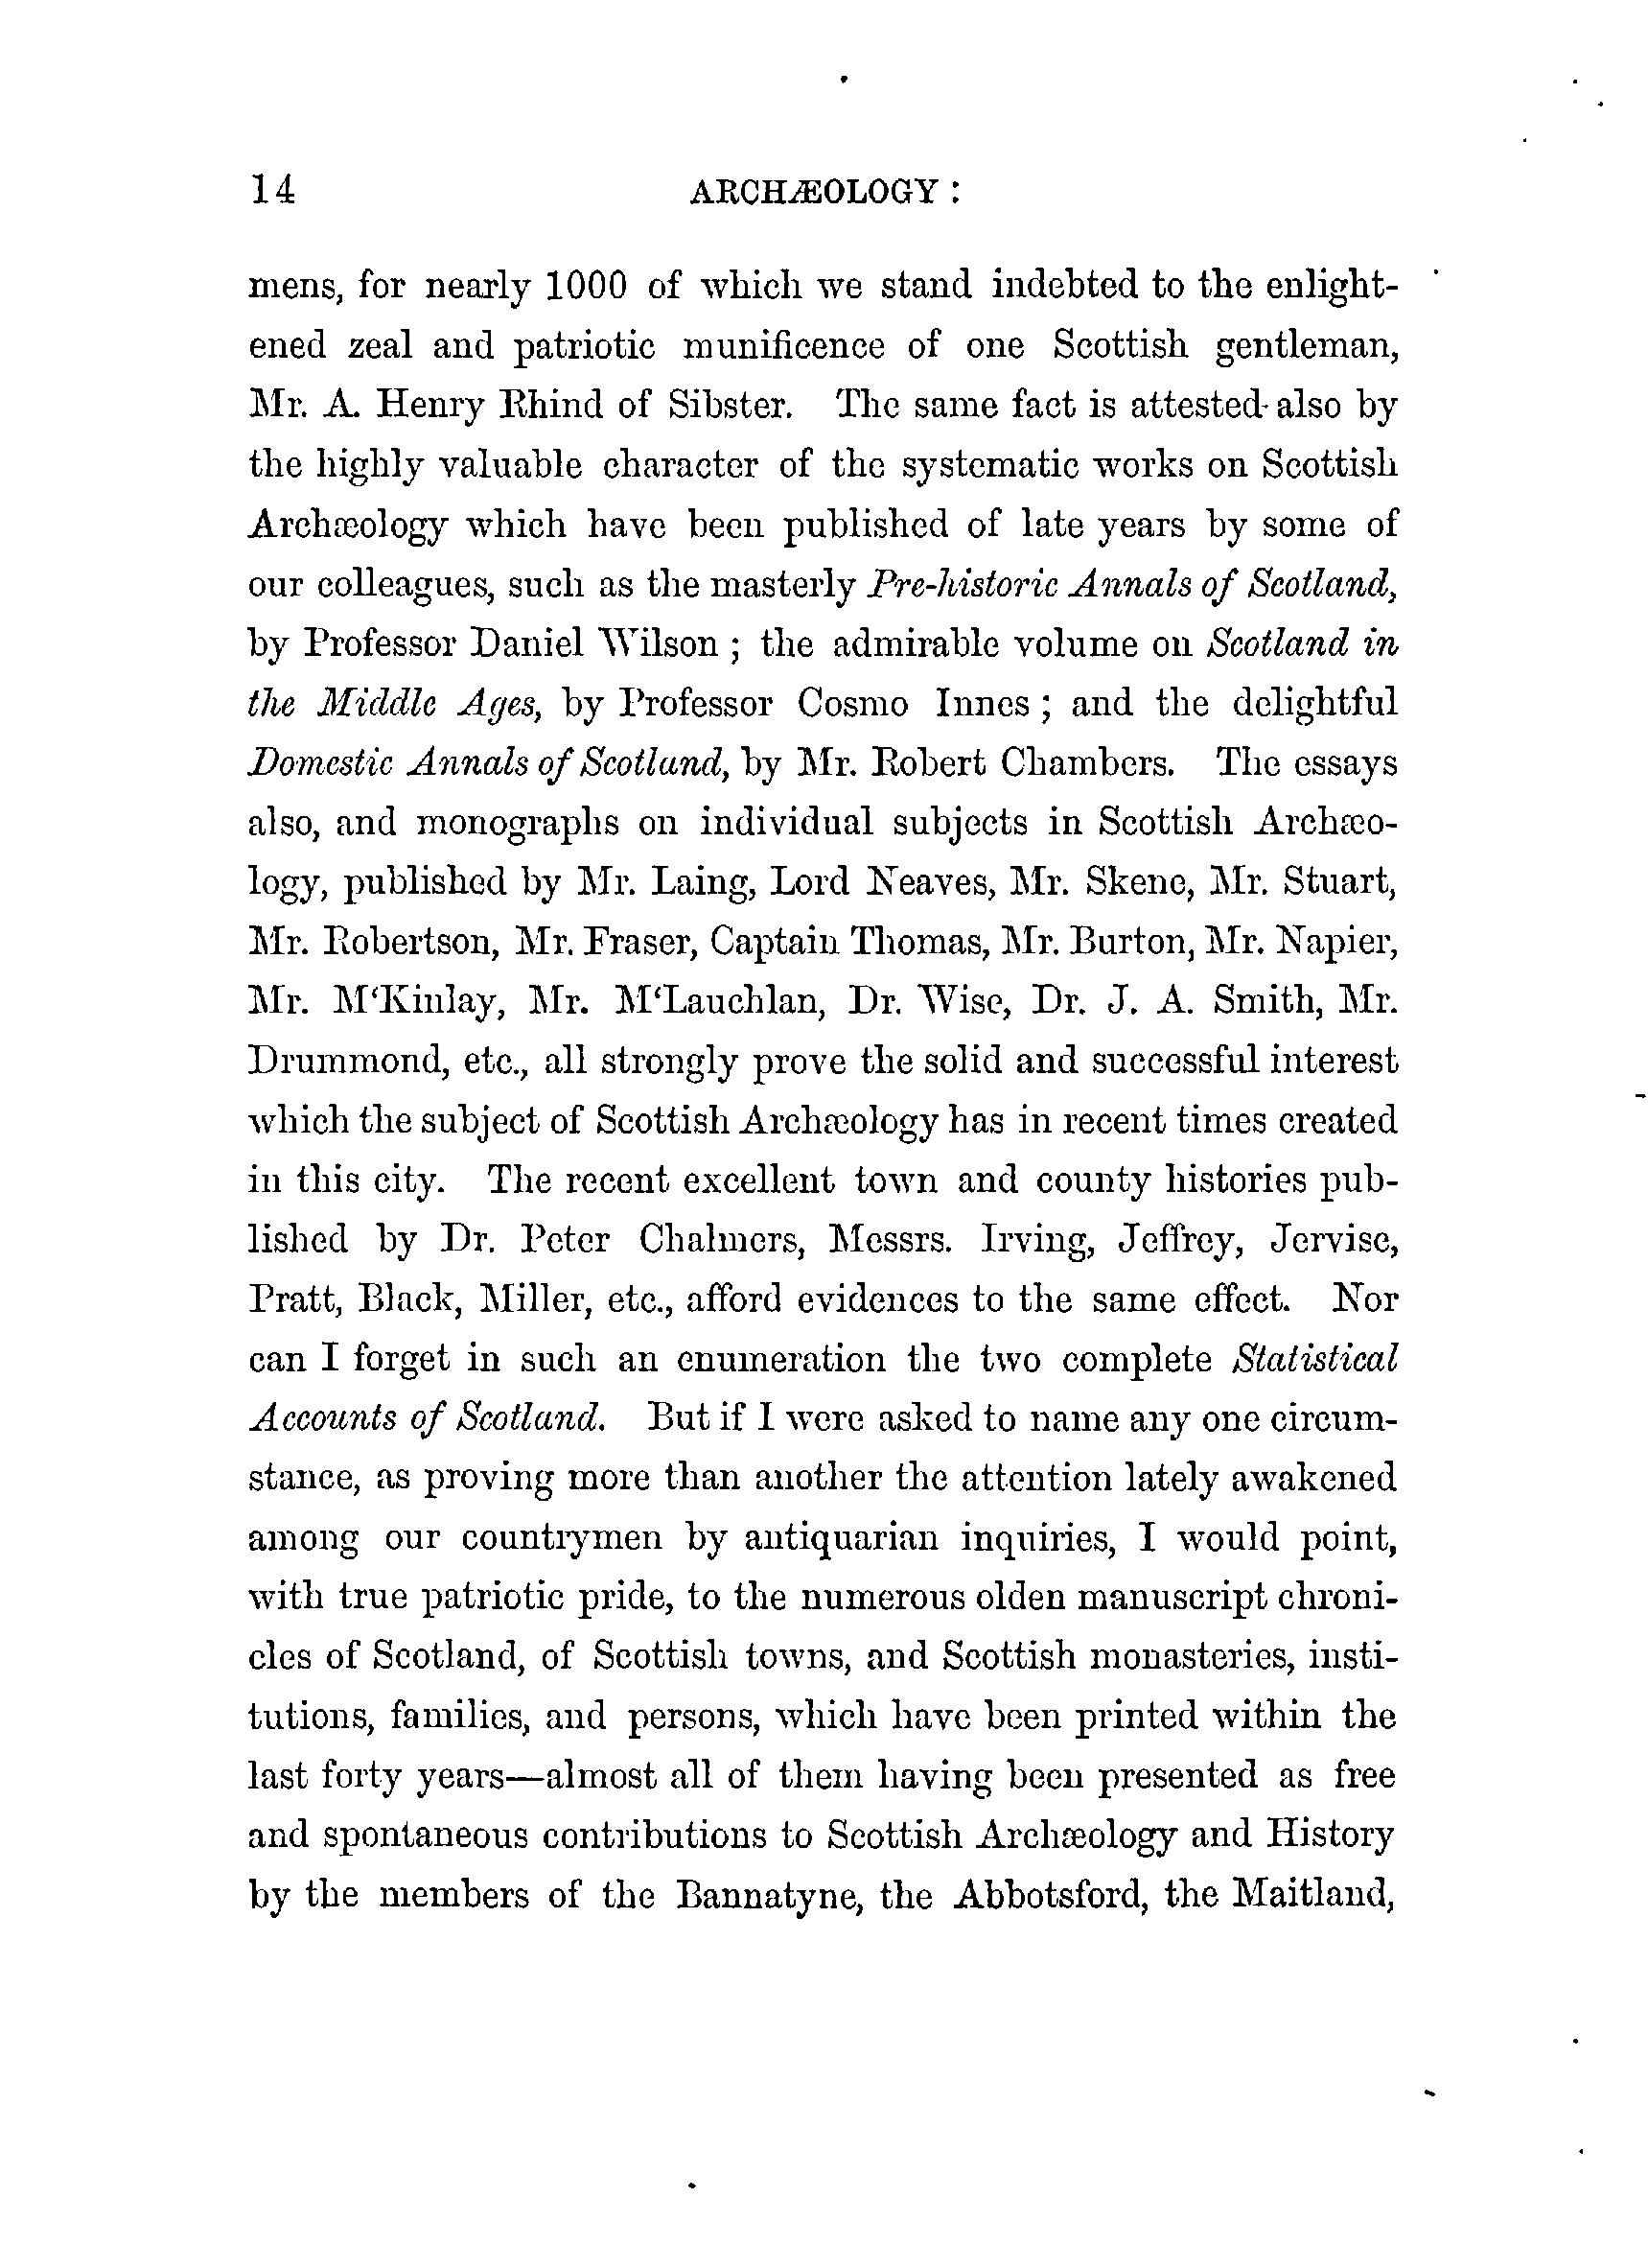 14 ARCHÆOLOGY :
mens, for nearly 1000 of which we stand indebted to the enlight-
ened zeal and patriotic munificence of one Scottish gentleman,
Mr. A. Henry Rhind of Sibster. The same fact is attested also by
the highly valuable character of the systematic works on Scottish
Archæology which have been published of late years by some of
our colleagues, such as the masterly Pre-historic Annals of Scotland,
by Professor Daniel Wilson ; the admirable volume on Scotland in
the Middle Ages, by Professor Cosmo Innes ; and the delightful
Domestic Annals of Scotland, by Mr. Robert Chambers. The essays
also, and monographs on individual subjects in Scottish Archæo-
logy, published by Mr. Laing, Lord Neaves, Mr. Skene, Mr. Stuart,
Mr. Robertson, Mr. Fraser, Captain Thomas, Mr. Burton, Mr. Napier,
Mr. M‘Kinlay, Mr. M‘Lauchlan, Dr. Wise, Dr. J. A. Smith, Mr.
Drummond, etc., all strongly prove the solid and successful interest
which the subject of Scottish Archæology has in recent times created
in this city. The recent excellent town and county histories pub-
lished by Dr. Peter Chalmers, Messrs. Irving, Jeffrey, Jervise,
Pratt, Black, Miller, etc., afford evidences to the same effect. Nor
can I forget in such an enumeration the two complete Statistical
Accounts of Scotland. But if I were asked to name any one circum-
stance, as proving more than another the attention lately awakened
among our countrymen by antiquarian inquiries, I would point,
with true patriotic pride, to the numerous olden manuscript chroni-
cles of Scotland, of Scottish towns, and Scottish monasteries, insti-
tutions, families, and persons, which have been printed within the
last forty years—almost all of them having been presented as free
and spontaneous contributions to Scottish Archæology and History
by the members of the Bannatyne, the Abbotsford, the Maitland,